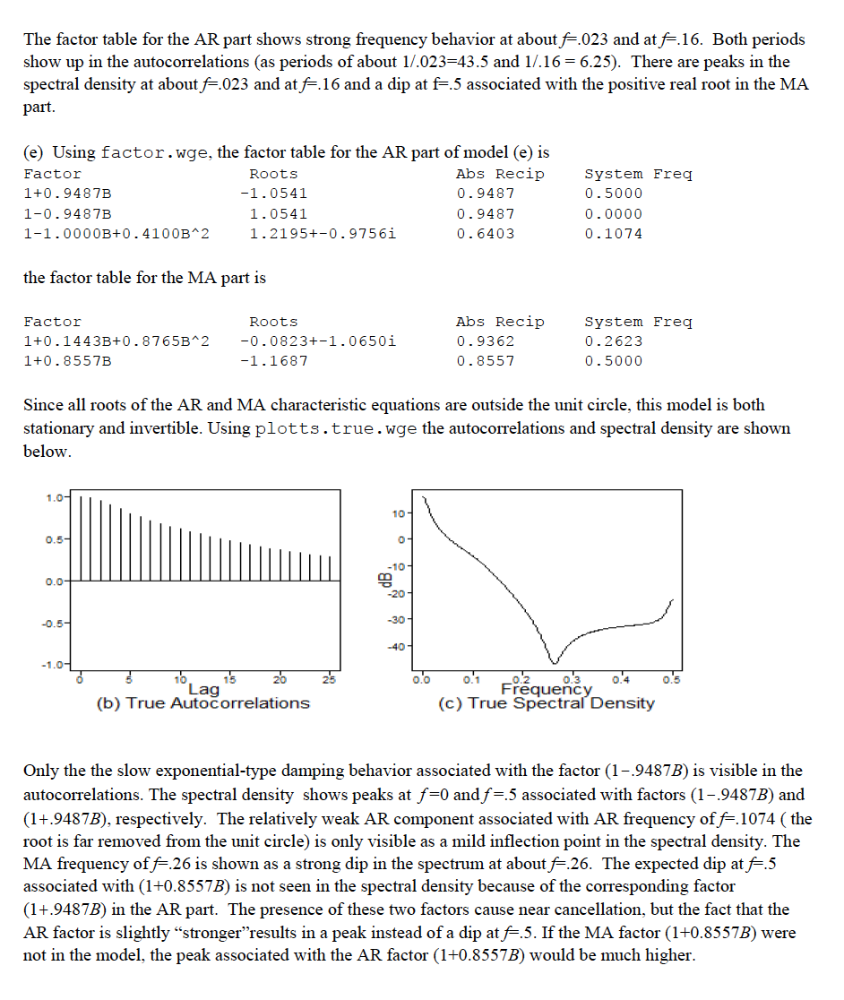 The factor table for the AR part shows strong frequency behavior at about f=.023 and at f=.16.  Both periods
show up in the autocorrelations (as periods of about 1/.023=43.5 and 1/.16 = 6.25).  There are peaks in the
spectral density at about f=.023 and at f=.16 and a dip at f=.5 associated with the positive real root in the MA
part.
(e)  Using factor.wge, the factor table for the AR part of model (e) is
Factor Roots Abs Recip System Freq
1+0.9487B -1.0541 0.9487 0.5000
1-0.9487B 1.0541 0.9487 0.0000
1-1.0000B+0.4100B^2 1.2195+-0.9756i 0.6403 0.1074
the factor table for the MA part is
Factor Roots Abs Recip System Freq
1+0.1443B+0.8765B^2 -0.0823+-1.0650i 0.9362 0.2623
1+0.8557B -1.1687 0.8557 0.5000
Since all roots of the AR and MA characteristic equations are outside the unit circle, this model is both
stationary and invertible. Using plotts.true.wge the autocorrelations and spectral density are shown
below.
1.0
0.5
0.0
-0.5
-1.0
0 5 10 15 20 25
Lag
(b) True Autocorrelations
10
0
-10
-20
-30
-40
dB
0.0 0.1 0.2 0.3 0.4 0.5
Frequency
(c) True Spectral Density
Only the the slow exponential-type damping behavior associated with the factor (1−.9487B) is visible in the
autocorrelations. The spectral density  shows peaks at f=0 and f=.5 associated with factors (1−.9487B) and
(1+.9487B), respectively.  The relatively weak AR component associated with AR frequency of f=.1074 ( the
root is far removed from the unit circle) is only visible as a mild inflection point in the spectral density. The
MA frequency of f=.26 is shown as a strong dip in the spectrum at about f=.26.  The expected dip at f=.5
associated with (1+0.8557B) is not seen in the spectral density because of the corresponding factor
(1+.9487B) in the AR part.  The presence of these two factors cause near cancellation, but the fact that the
AR factor is slightly “stronger”results in a peak instead of a dip at f=.5. If the MA factor (1+0.8557B) were
not in the model, the peak associated with the AR factor (1+0.8557B) would be much higher.